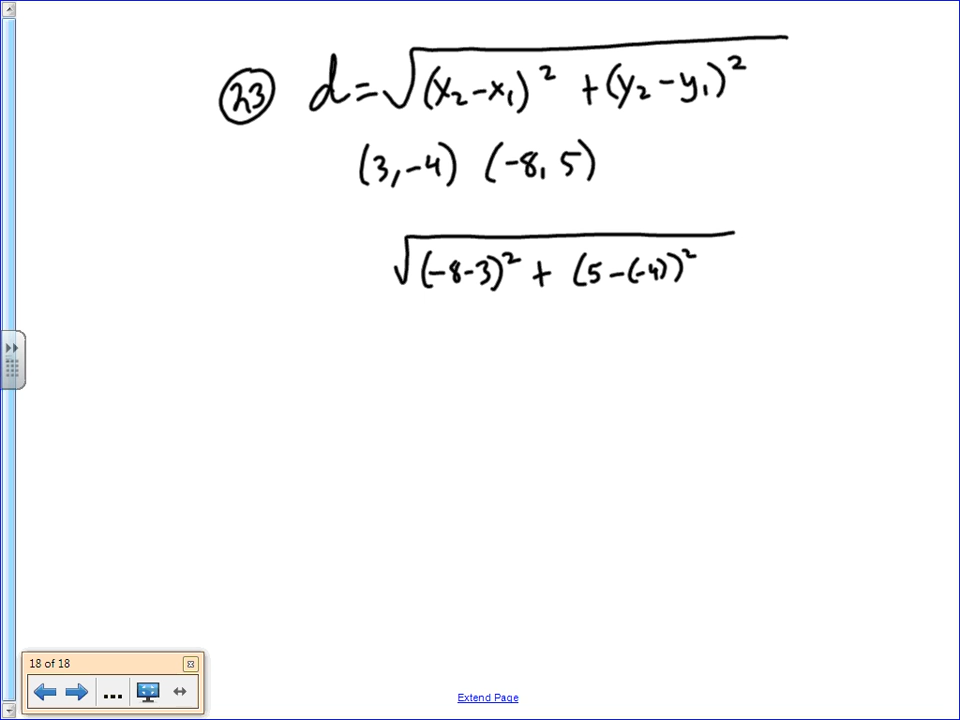 23 d=√(x₂-x₁)² +(y₂-y₁)²
(3,-4) (-8, 5)
√(-8-3)² + (5-(-4))²
18 of 18
...
Extend Page